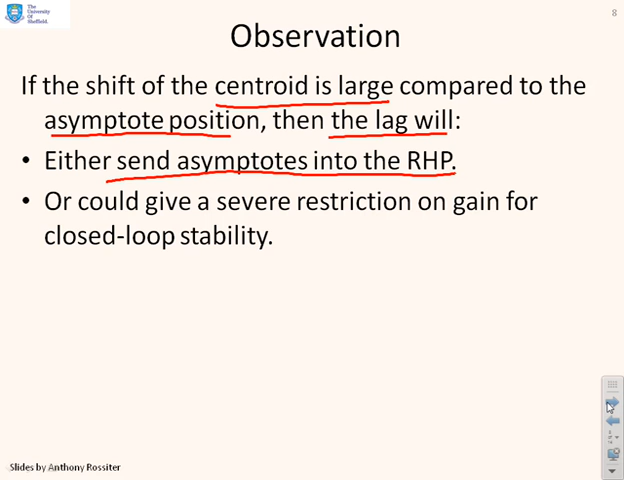 The
University
Of
Sheffield.
8
Observation
If the shift of the centroid is large compared to the
asymptote position, then the lag will:
• Either send asymptotes into the RHP.
• Or could give a severe restriction on gain for
closed-loop stability.
Slides by Anthony Rossiter